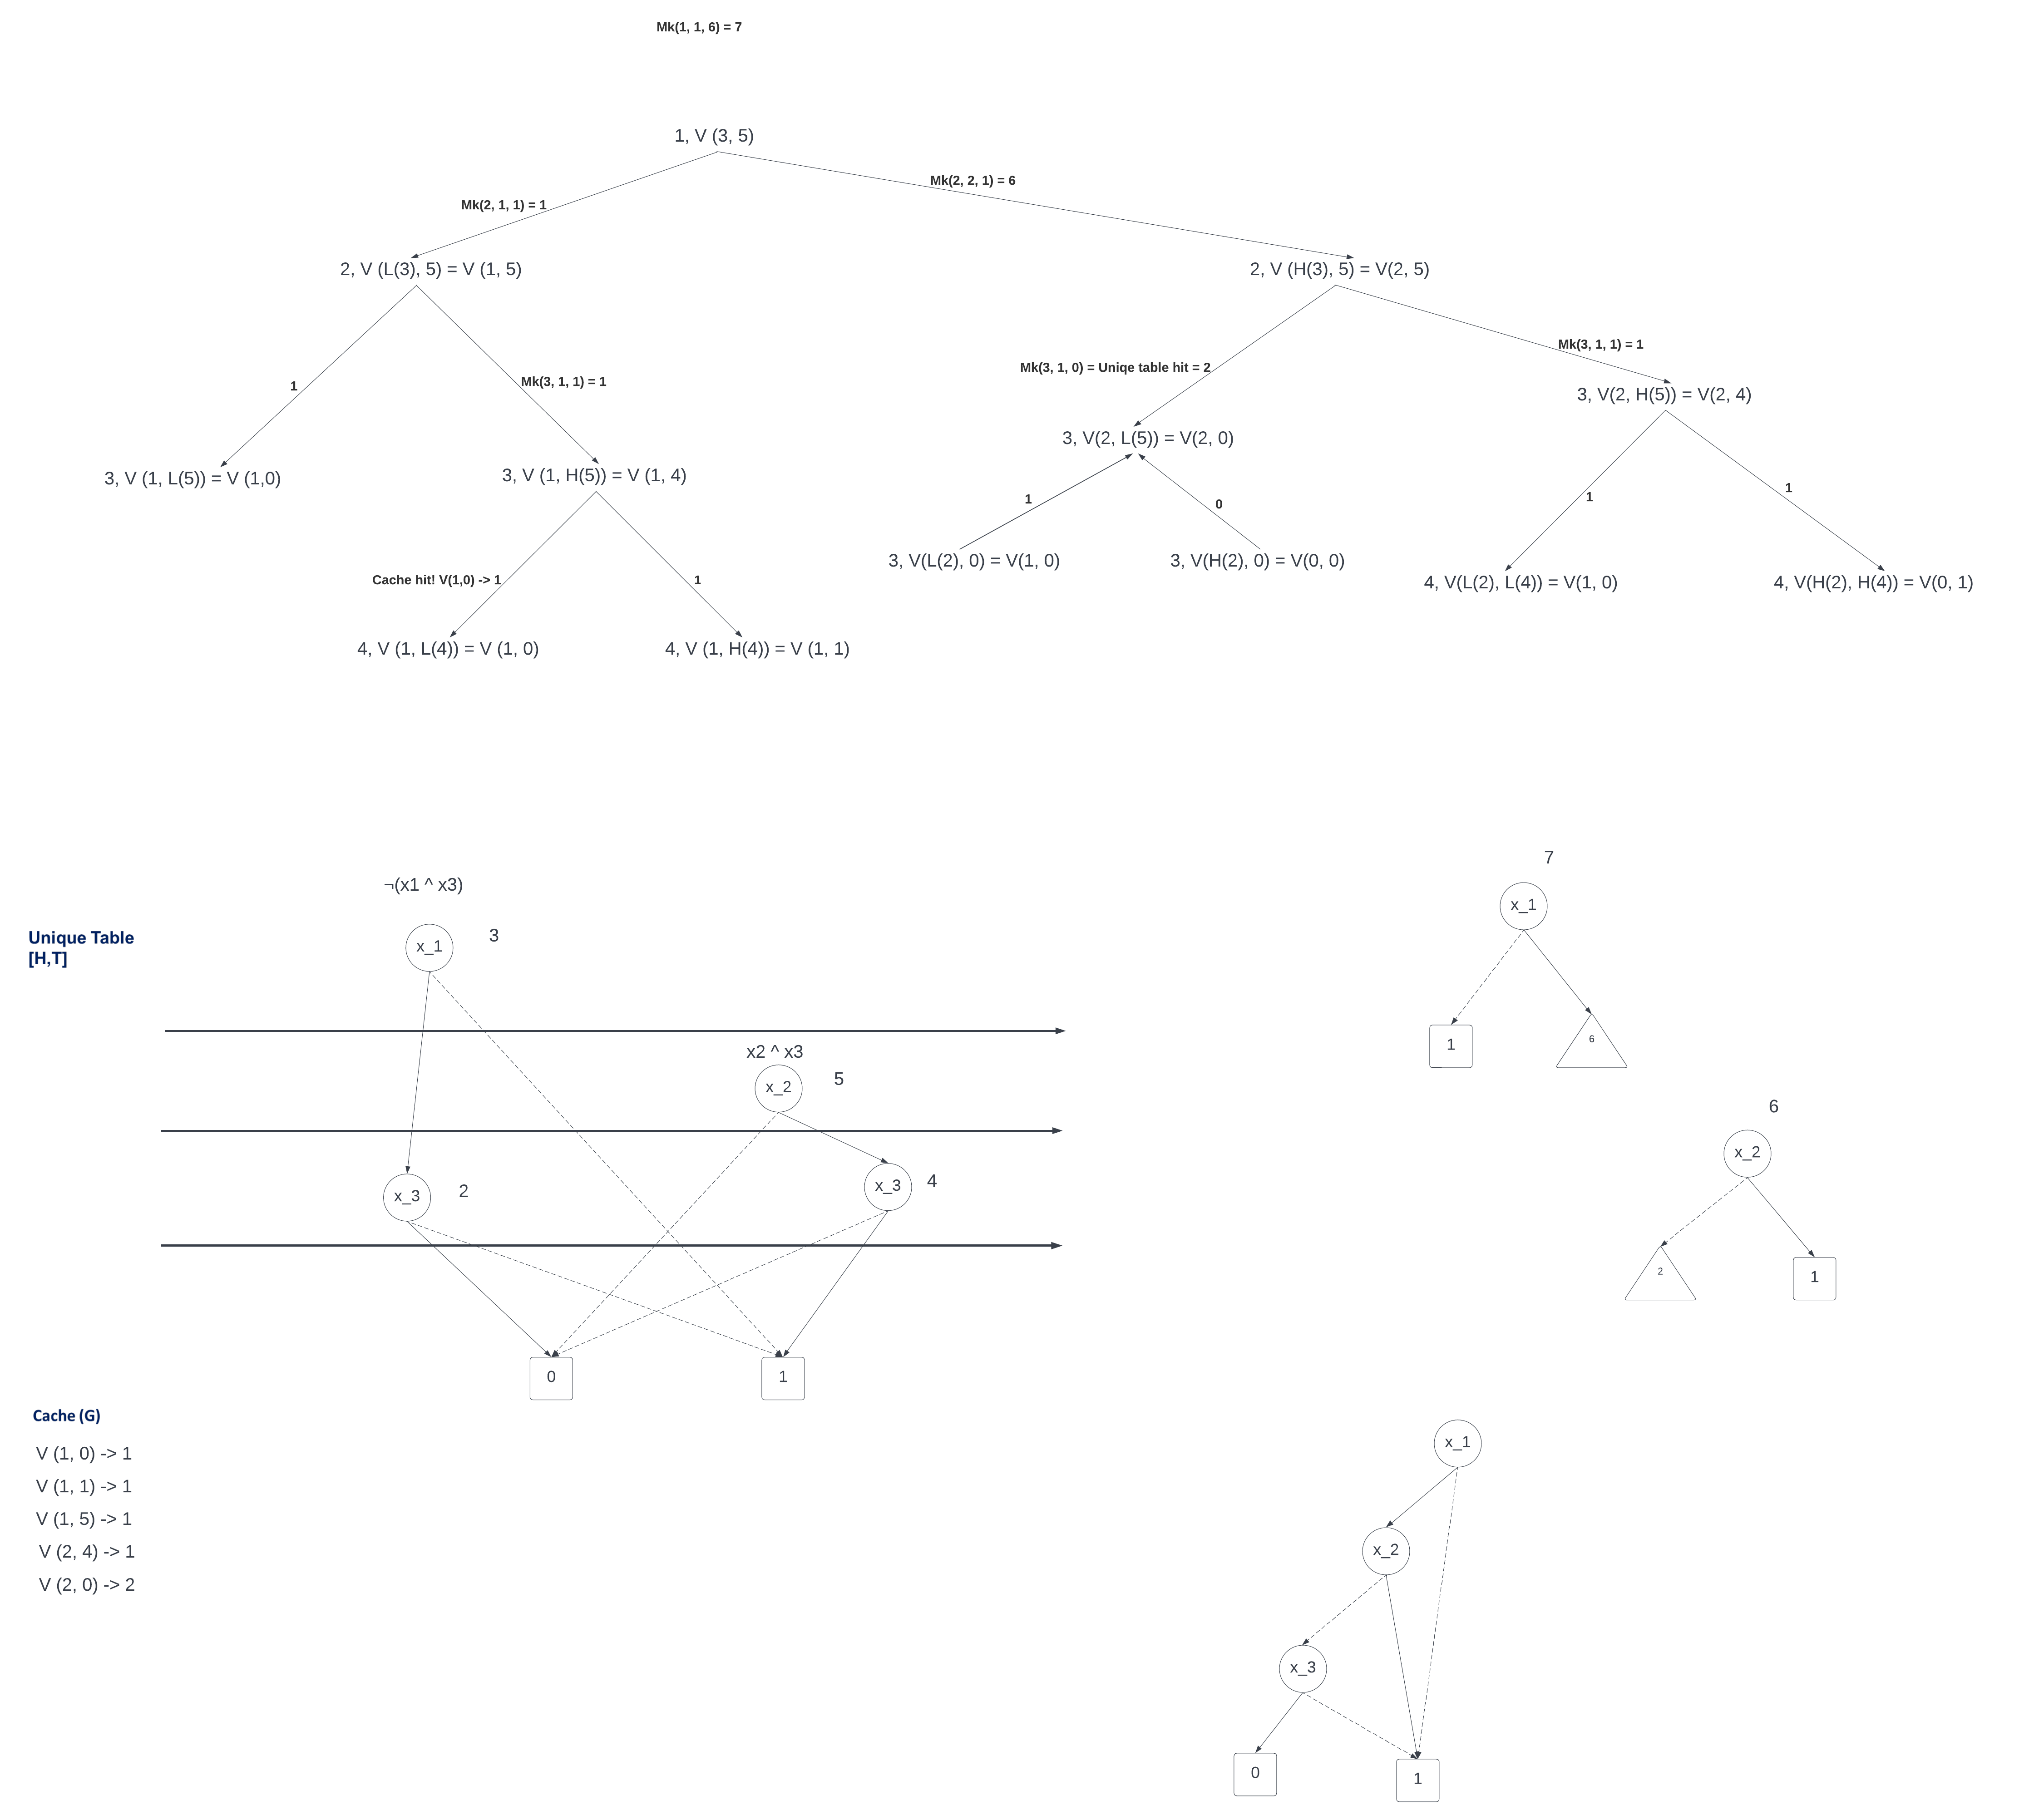 Mk(1, 1, 6) = 7
1, V (3, 5)
Mk(2, 2, 1) = 6
Mk(2, 1, 1) = 1
2, V (L(3), 5) = V (1, 5)
2, V (H(3), 5) = V(2, 5)
Mk(3, 1, 1) = 1
Mk(3, 1, 0) = Uniqe table hit = 2
1
Mk(3, 1, 1) = 1
3, V(2, H(5)) = V(2, 4)
3, V(2, L(5)) = V(2, 0)
3, V (1, L(5)) = V (1,0)
3, V (1, H(5)) = V (1, 4)
1
0
1
1
3, V(L(2), 0) = V(1, 0)
3, V(H(2), 0) = V(0, 0)
Cache hit! V(1,0) -> 1
1
4, V(L(2), L(4)) = V(1, 0)
4, V(H(2), H(4)) = V(0, 1)
4, V (1, L(4)) = V (1, 0)
4, V (1, H(4)) = V (1, 1)
¬(x1 ^ x3)
Unique Table
[H,T]
x_1
3
x2 ^ x3
x_2
5
x_3
2
x_3
4
0
1
7
x_1
1
6
6
x_2
2
1
Cache (G)
V (1, 0) -> 1
V (1, 1) -> 1
V (1, 5) -> 1
V (2, 4) -> 1
V (2, 0) -> 2
x_1
x_2
x_3
0
1